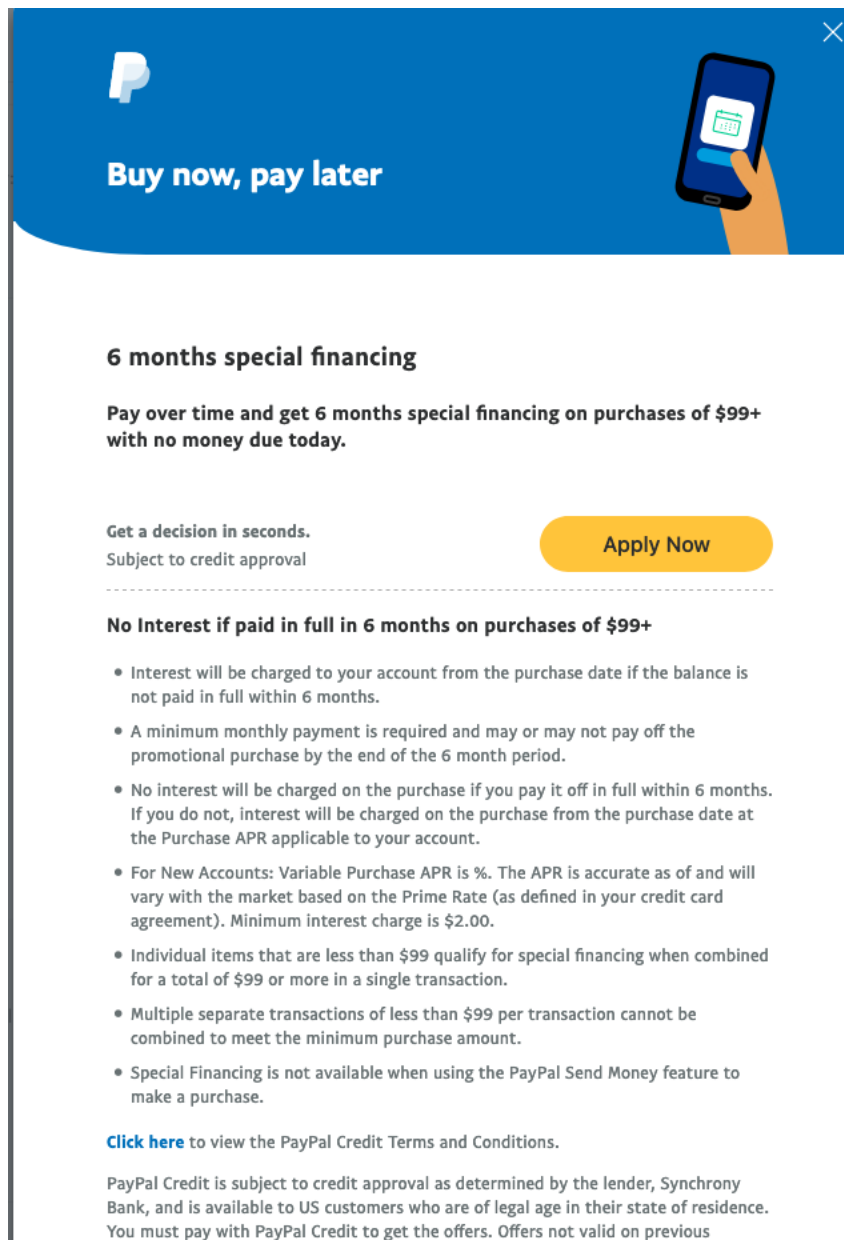 Buy now, pay later
6 months special financing
Pay over time and get 6 months special financing on purchases of $99+
with no money due today.
Get a decision in seconds.
Subject to credit approval
Apply Now
No Interest if paid in full in 6 months on purchases of $99+
• Interest will be charged to your account from the purchase date if the balance is
not paid in full within 6 months.
• A minimum monthly payment is required and may or may not pay off the
promotional purchase by the end of the 6 month period.
• No interest will be charged on the purchase if you pay it off in full within 6 months.
If you do not, interest will be charged on the purchase from the purchase date at
the Purchase APR applicable to your account.
• For New Accounts: Variable Purchase APR is %. The APR is accurate as of and will
vary with the market based on the Prime Rate (as defined in your credit card
agreement). Minimum interest charge is $2.00.
• Individual items that are less than $99 qualify for special financing when combined
for a total of $99 or more in a single transaction.
• Multiple separate transactions of less than $99 per transaction cannot be
combined to meet the minimum purchase amount.
• Special Financing is not available when using the PayPal Send Money feature to
make a purchase.
Click here to view the PayPal Credit Terms and Conditions.
PayPal Credit is subject to credit approval as determined by the lender, Synchrony
Bank, and is available to US customers who are of legal age in their state of residence.
You must pay with PayPal Credit to get the offers. Offers not valid on previous